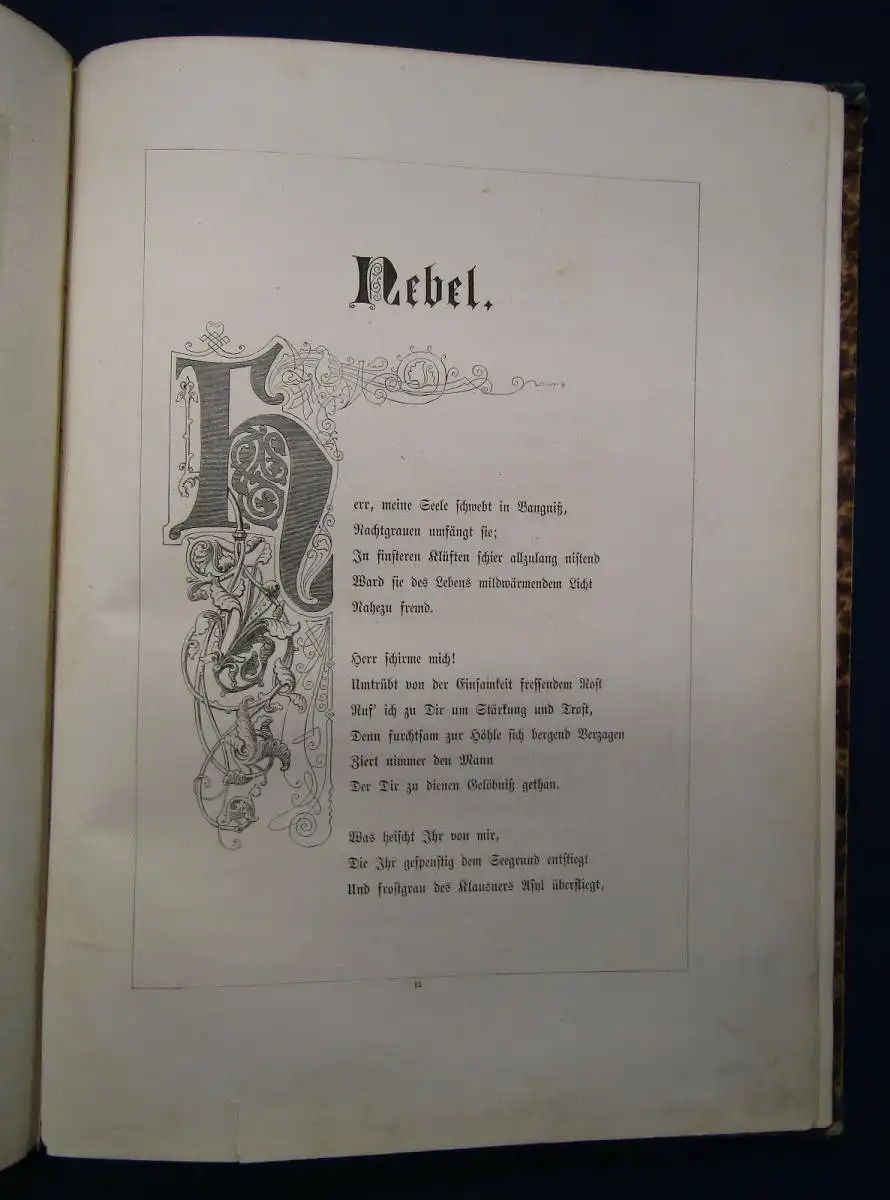 Nebel.
Herr, meine Seele schwebt in Bangniß,
Nachtgrauen umfängt sie;
In finsteren Klüften schier allzulang nistend
Ward sie des Lebens mildwärmendem Licht
Nahezu fremd.
Herr schirme mich!
Umtrübt von der Einsamkeit fressendem Rost
Ruf' ich zu Dir um Stärkung und Trost,
Denn furchtsam zur Höhle sich bergend Verzagen
Ziert nimmer den Mann
Der Dir zu dienen Gelöbniß gethan.
Was heischt Ihr von mir,
Die Ihr gespenstig dem Seegrund entstiegt
Und frostgrau des Klausners Asyl überfliegt,